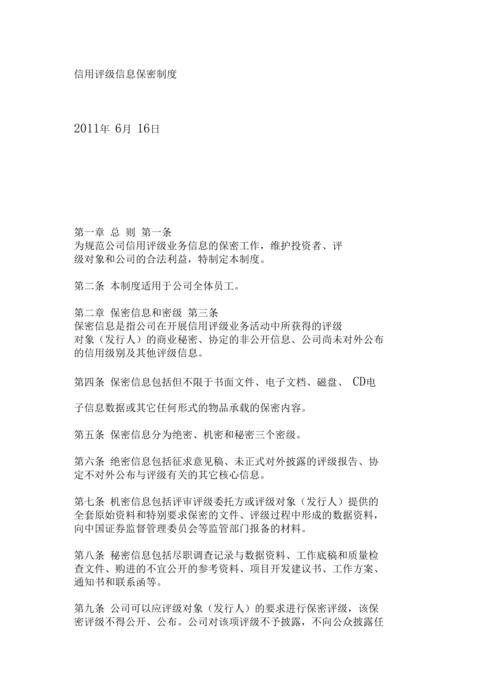 信用评级信息保密制度
2011年 6月 16日
第一章 总 则 第一条
为规范公司信用评级业务信息的保密工作，维护投资者、评
级对象和公司的合法利益，特制定本制度。
第二条 本制度适用于公司全体员工。
第二章 保密信息和密级 第三条
保密信息是指公司在开展信用评级业务活动中所获得的评级
对象（发行人）的商业秘密、协定的非公开信息、公司尚未对外公布
的信用级别及其他评级信息。
第四条 保密信息包括但不限于书面文件、电子文档、磁盘、 CD电
子信息数据或其它任何形式的物品承载的保密内容。
第五条 保密信息分为绝密、机密和秘密三个密级。
第六条 绝密信息包括征求意见稿、未正式对外披露的评级报告、协
定不对外公布与评级有关的其它核心信息。
第七条 机密信息包括评审评级委托方或评级对象（发行人）提供的
全套原始资料和特别要求保密的文件、评级过程中形成的数据资料，
向中国证券监督管理委员会等监管部门报备的材料。
第八条 秘密信息包括尽职调查记录与数据资料、工作底稿和质量检
查文件、购进的不宜公开的参考资料、项目开发建议书、工作方案、
通知书和联系函等。
第九条 公司可以应评级对象（发行人）的要求进行保密评级，该保
密评级不得公开、公布。公司对该项评级不予披露，不向公众披露任